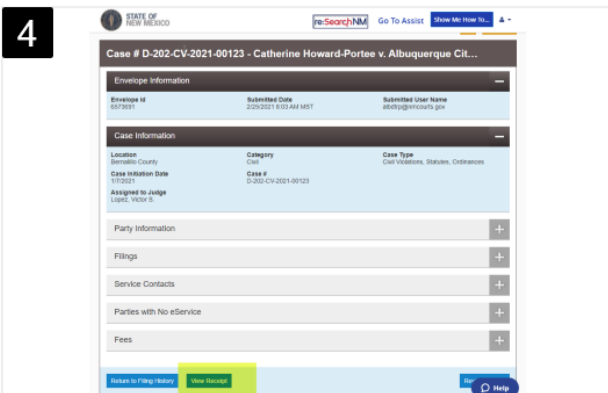 4
STATE OF
NEW MEXICO
re:SearchNM
Go To Assist
Show Me How To...
Case # D-202-CV-2021-00123 - Catherine Howard-Portee v. Albuquerque Cit...
Envelope Information
Envelope Id
Submitted Date
Submitted User Name
6573691
2/25/2021 8:03 AM MST
albdtrp@nmcourts.gov
Case Information
Location
Category
Case Type
Bernalillo County
Civil
Civil Violations, Statutes, Ordinances
Case Initiation Date
Case #
1/7/2021
D-202-CV-2021-00123
Assigned to Judge
Lopez, Victor S.
Party Information
Filings
Service Contacts
Parties with No eService
Fees
Return to Filing History
View Receipt
Help